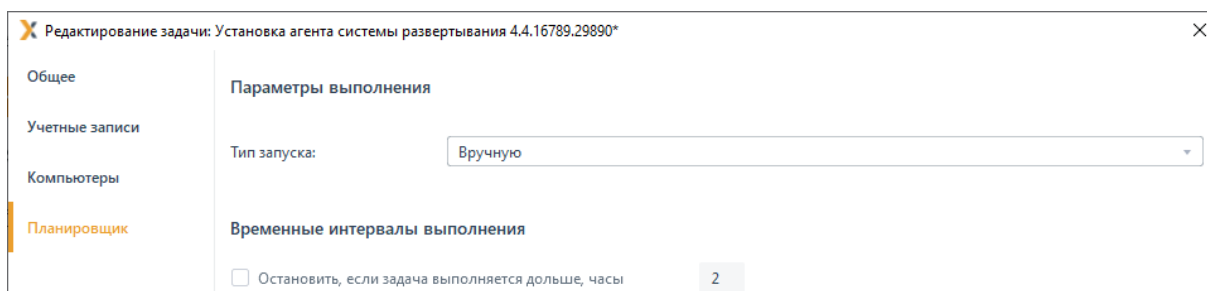 Редактирование задачи: Установка агента системы развертывания 4.4.16789.29890*
Общее
Параметры выполнения
Учетные записи
Тип запуска: Вручную
Компьютеры
Планировщик
Временные интервалы выполнения
Остановить, если задача выполняется дольше, часы 2